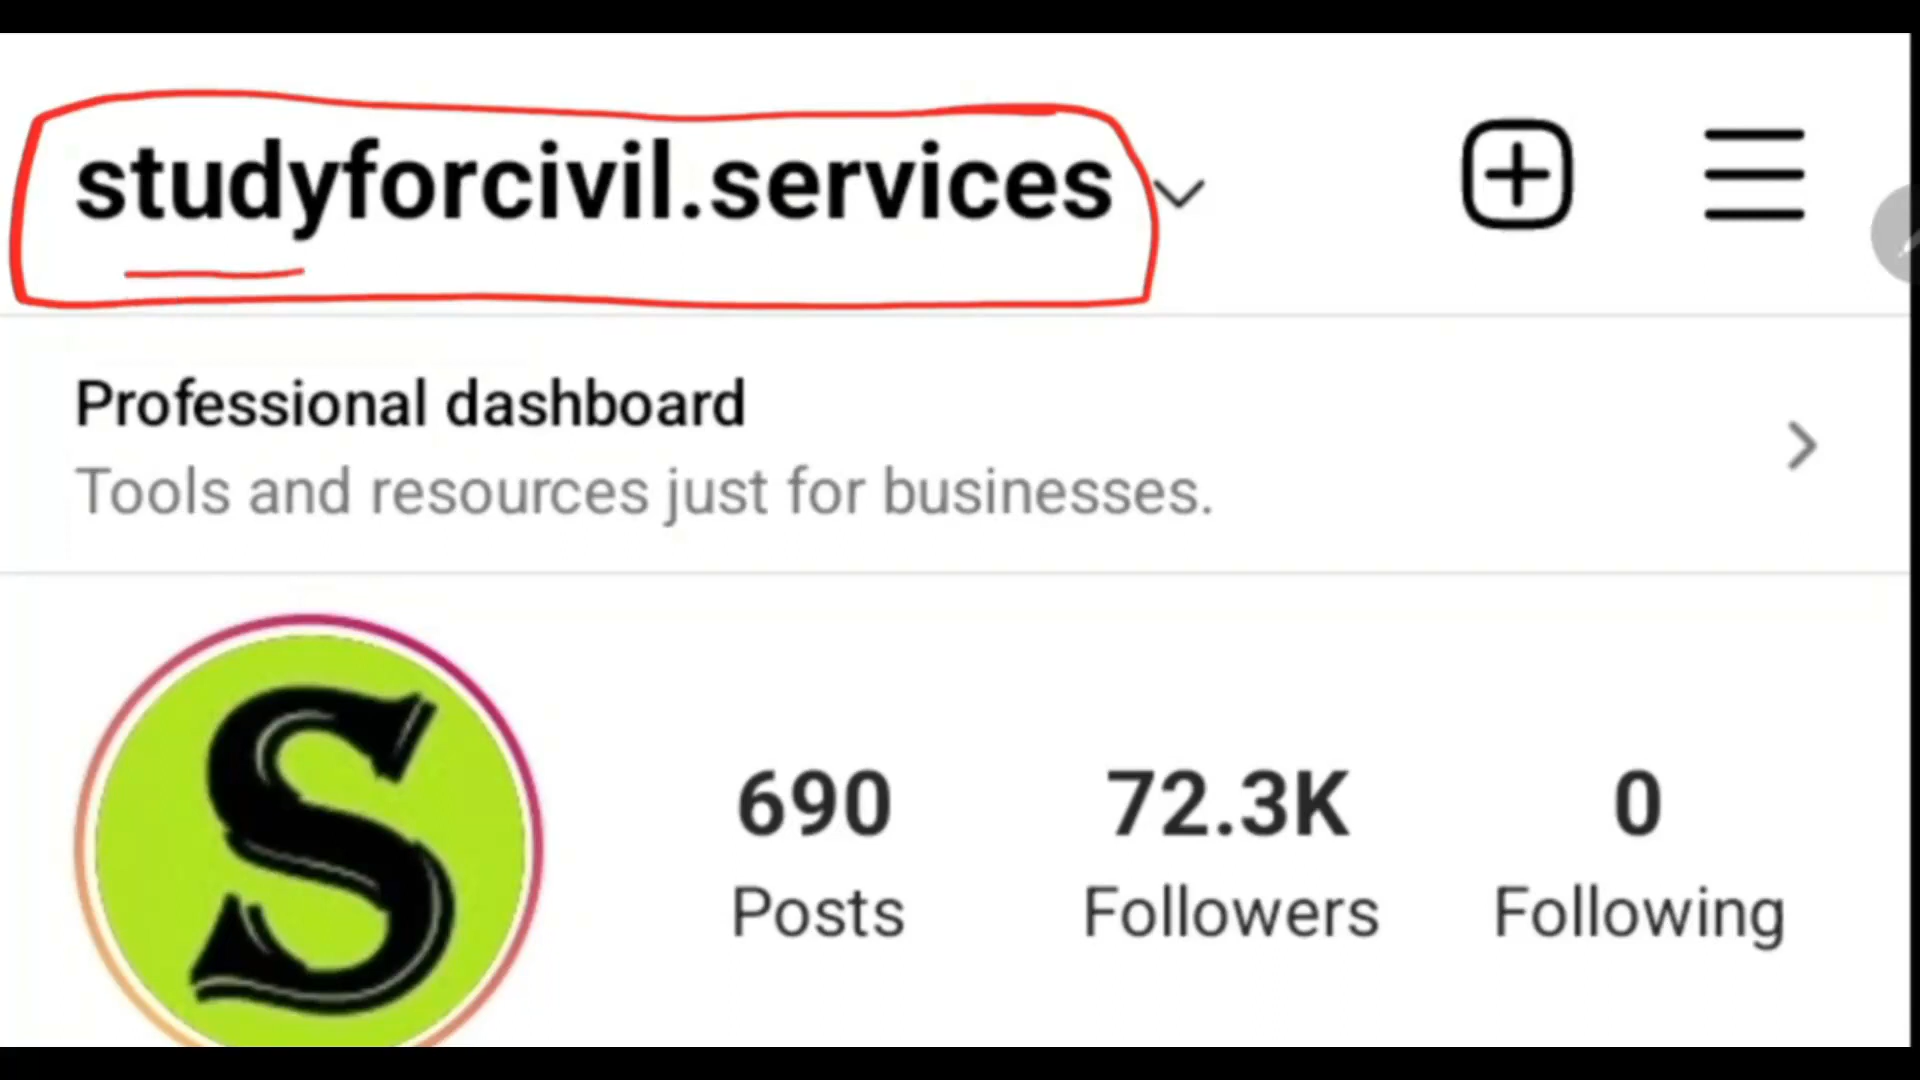 studyforcivil.services
Professional dashboard
Tools and resources just for businesses.
S
690 72.3K 0
Posts Followers Following